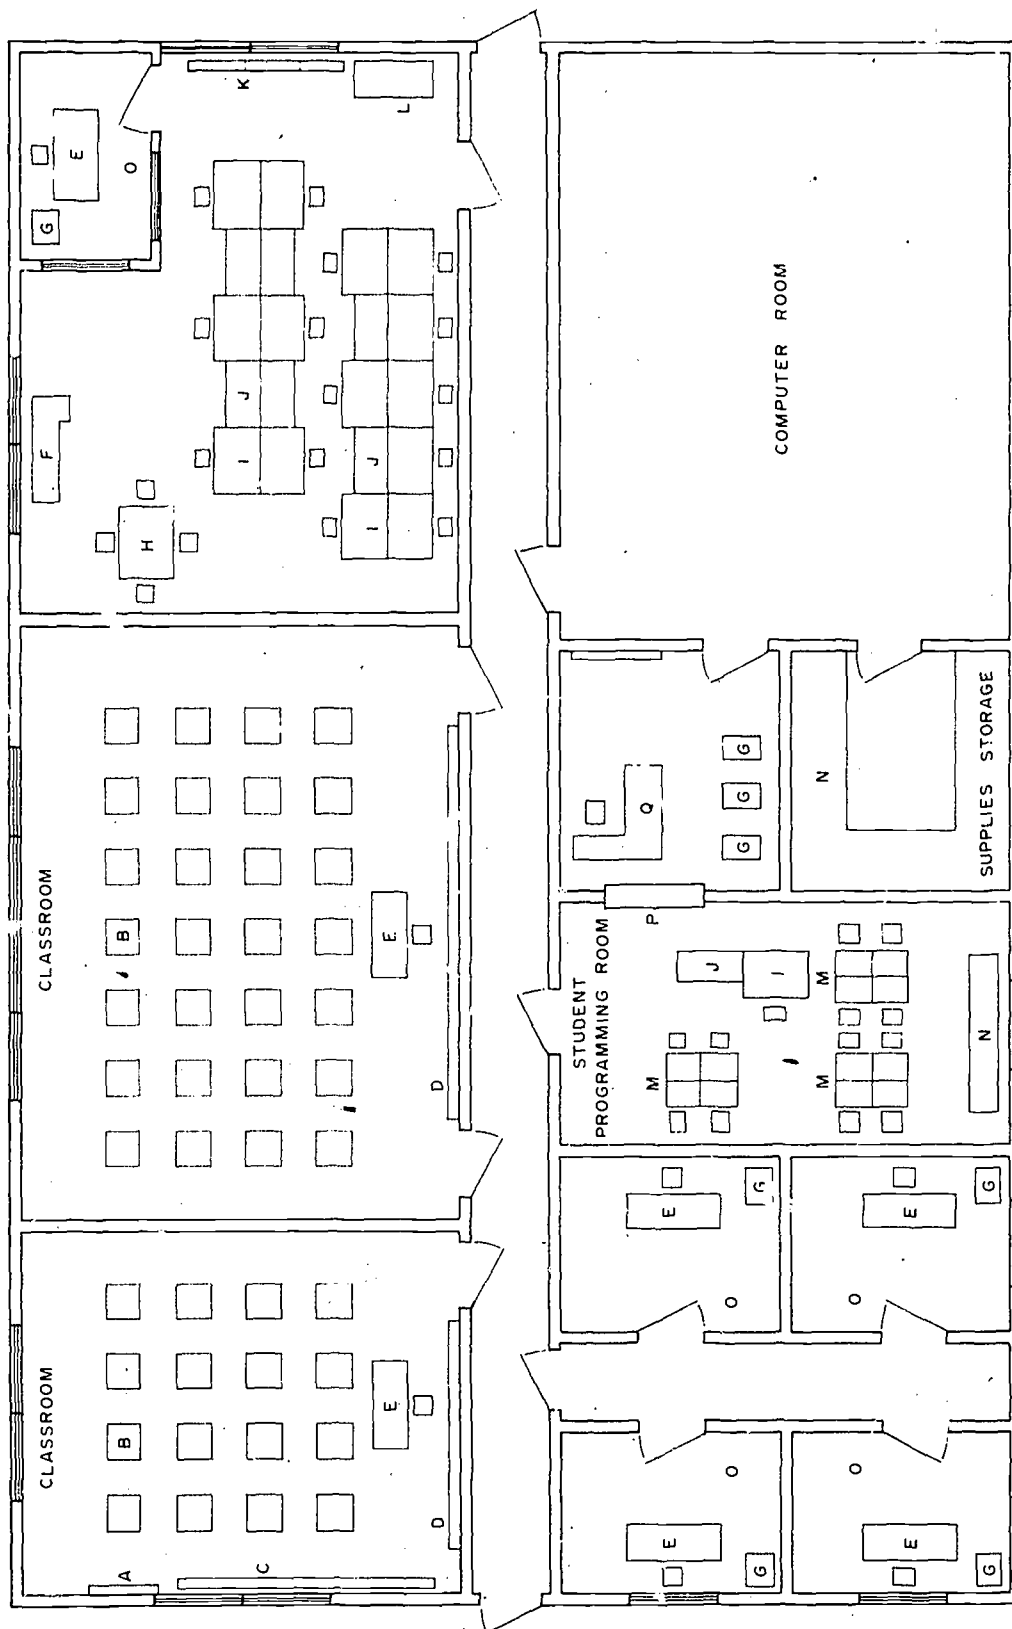 CLASSROOM
CLASSROOM
F
G
E
A
B
B
O
H
I
J
K
C
I
J
E
E
L
D
D
STUDENT
PROGRAMMING ROOM
M
P
Q
E
E
J
O
O
G
G
G
G
G
I
COMPUTER ROOM
M
M
N
O
O
E
E
G
G
N
SUPPLIES STORAGE